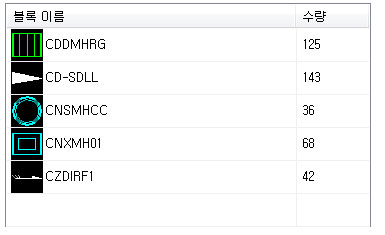 블록 이름 수량
CDDMHRG 125
CD-SDLL 143
CNSMHCC 36
CNXMH01 68
CZDIRF1 42